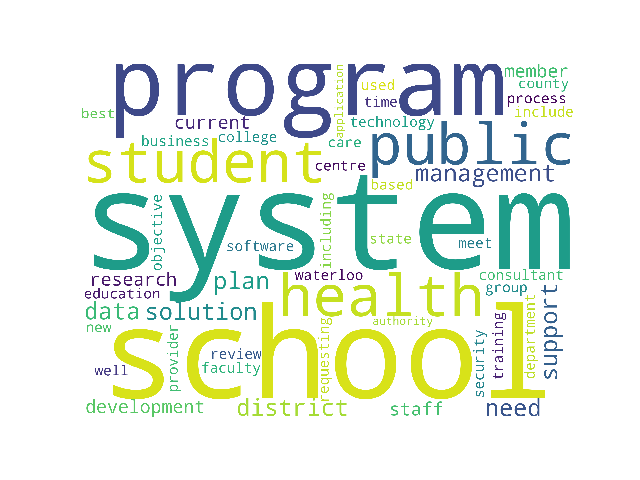 program
member
used
county
best
current
time
process
application
include
business
college
technology
student
care
public
centre
management
based
system
objective
including
state
software
meet
research
plan
waterloo
health
consultant
education
group
data
solution
new
authority
support
school
provider
requesting
review
well
faculty
security
training
department
development
district
staff
need